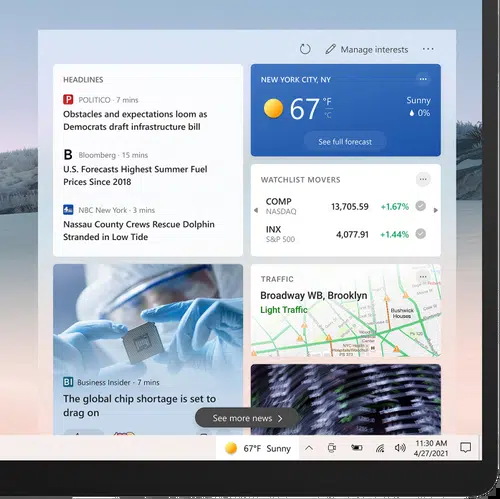 Manage interests
HEADLINES
POLITICO · 7 mins
Obstacles and expectations loom as
Democrats draft infrastructure bill
B Bloomberg · 15 mins
U.S. Forecasts Highest Summer Fuel
Prices Since 2018
NBC New York · 3 mins
Nassau County Crews Rescue Dolphin
Stranded in Low Tide
BI Business Insider · 7 mins
The global chip shortage is set to
drag on
NEW YORK CITY, NY
67 °F
°C
Sunny
0%
See full forecast
WATCHLIST MOVERS
COMP 13,705.59 +1.67%
NASDAQ
INX 4,077.91 +1.44%
S&P 500
TRAFFIC
Broadway WB, Brooklyn
Light Traffic
Bushwick
Houses
See more news
67°F Sunny
11:30 AM
4/27/2021